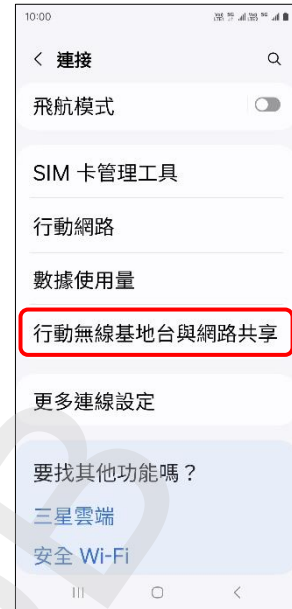 10:00
連接
飛航模式
SIM 卡管理工具
行動網路
數據使用量
行動無線基地台與網路共享
更多連線設定
要找其他功能嗎？
三星雲端
安全 Wi-Fi